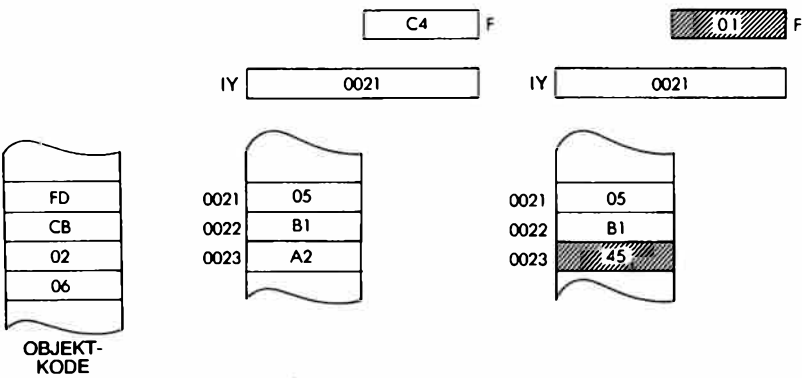 C4 F 01 F
IY 0021 IY 0021
FD 0021 05 0021 05
CB 0022 B1 0022 B1
02 0023 A2 0023 45
06
OBJEKT-
KODE